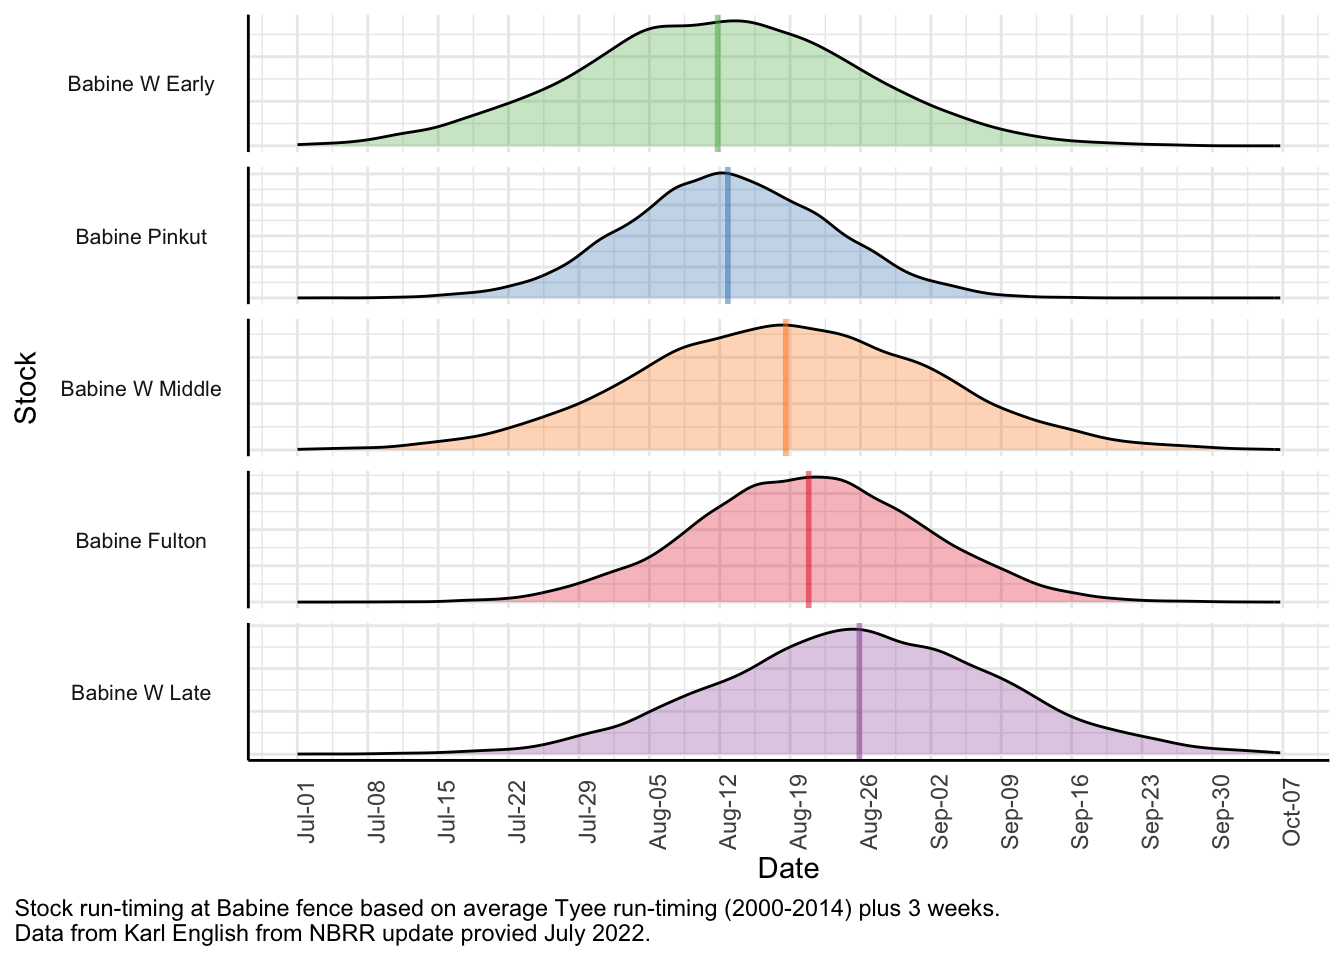 Stock
Babine W Early
Babine Pinkut
Babine W Middle
Babine Fulton
Babine W Late
Jul-01
Jul-08
Jul-15
Jul-22
Jul-29
Aug-05
Aug-12
Aug-19
Aug-26
Sep-02
Sep-09
Sep-16
Sep-23
Sep-30
Oct-07
Date
Stock run-timing at Babine fence based on average Tyee run-timing (2000-2014) plus 3 weeks.
Data from Karl English from NBRR update provied July 2022.